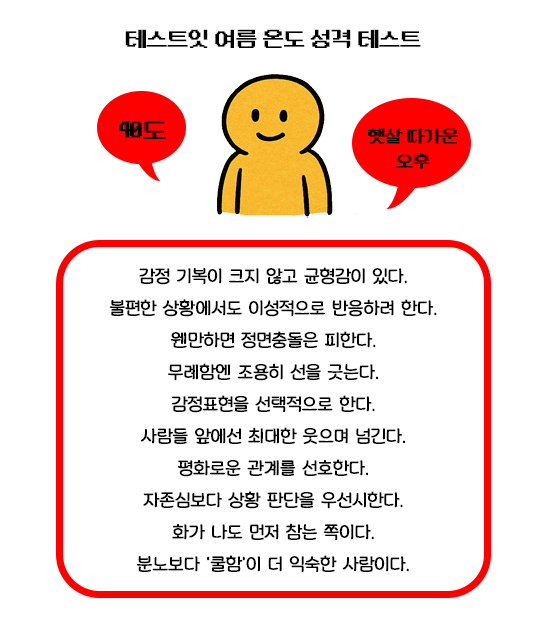 테스트잇 여름 온도 성격 테스트
40도
햇살 따가운
오후
감정 기복이 크지 않고 균형감이 있다.
불편한 상황에서도 이성적으로 반응하려 한다.
웬만하면 정면충돌은 피한다.
무례함엔 조용히 선을 긋는다.
감정표현을 선택적으로 한다.
사람들 앞에선 최대한 웃으며 넘긴다.
평화로운 관계를 선호한다.
자존심보다 상황 판단을 우선시한다.
화가 나도 먼저 참는 쪽이다.
분노보다 '쿨함'이 더 익숙한 사람이다.